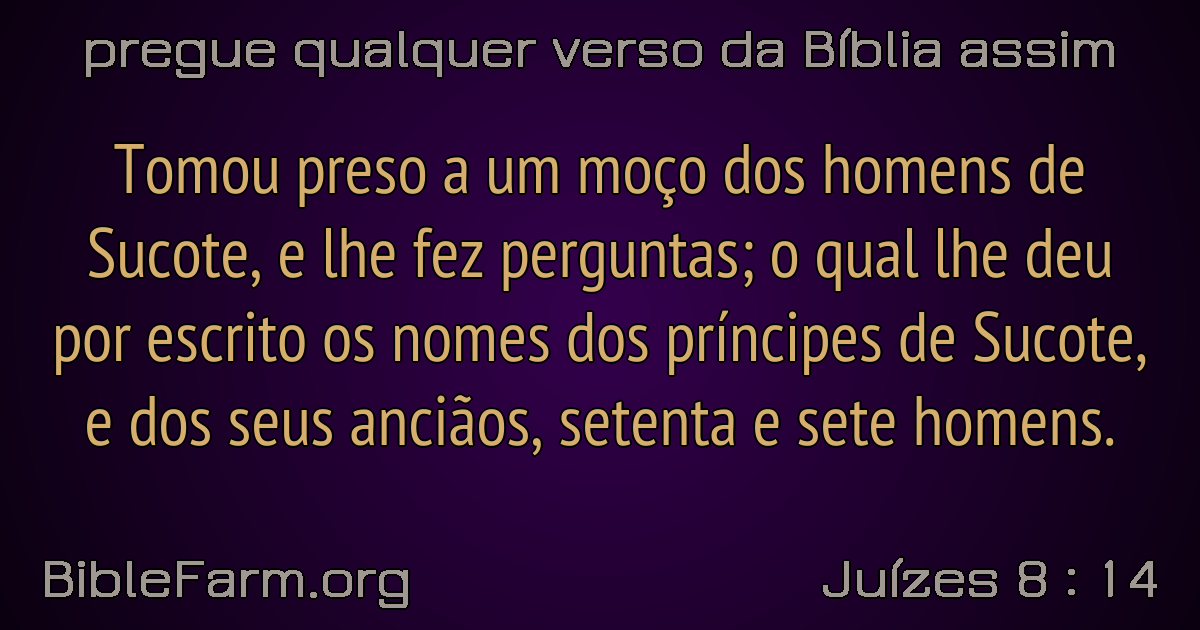 pregue qualquer verso da Bíblia assim
Tomou preso a um moço dos homens de
Sucote, e lhe fez perguntas; o qual lhe deu
por escrito os nomes dos príncipes de Sucote,
e dos seus anciãos, setenta e sete homens.
BibleFarm.org
Juízes 8 : 14